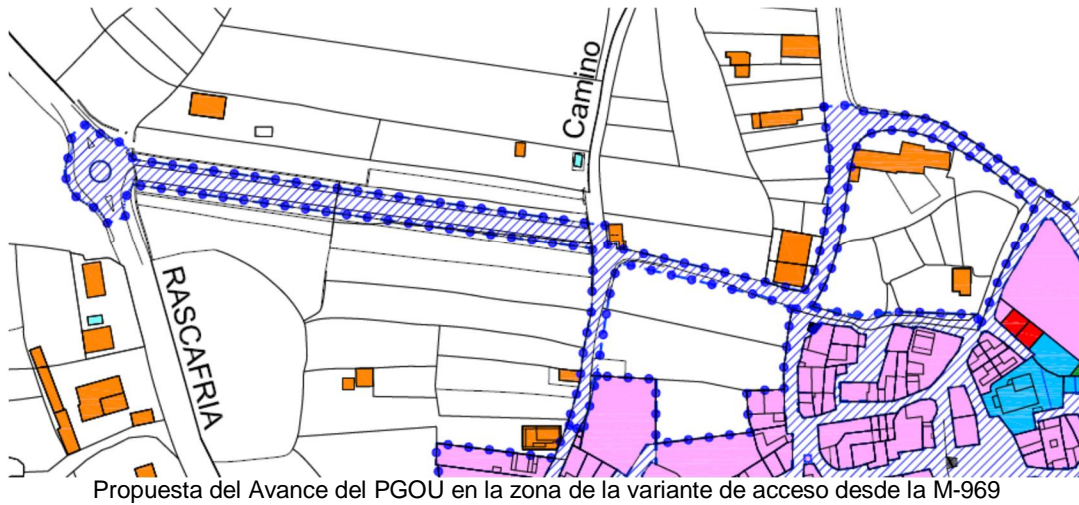 Camino
RASCAFRIA
Propuesta del Avance del PGOU en la zona de la variante de acceso desde la M-969